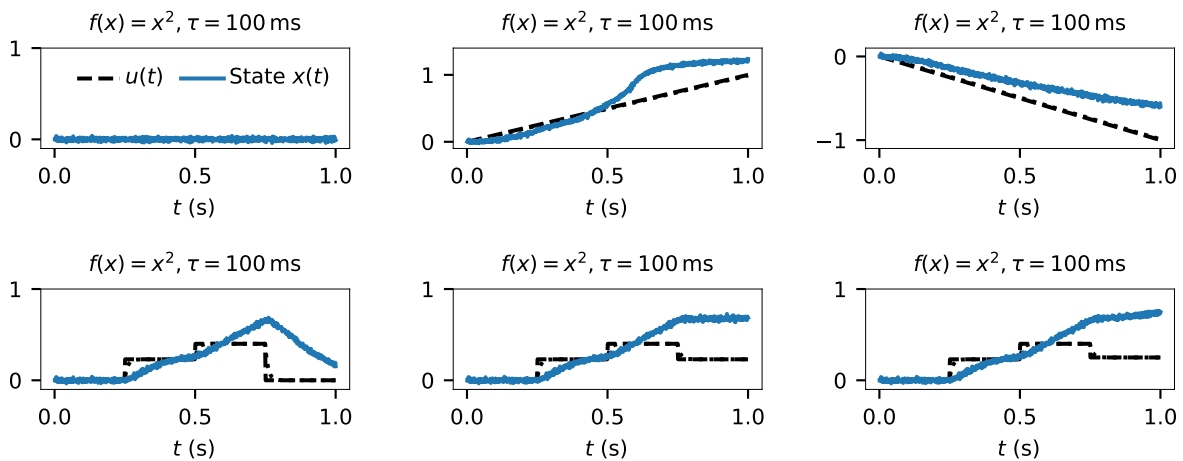 f(x) = x², τ = 100 ms
f(x) = x², τ = 100 ms
f(x) = x², τ = 100 ms
1
0
u(t)
State x(t)
0.0 0.5 1.0
t (s)
1
0
0.0 0.5 1.0
t (s)
0
−1
0.0 0.5 1.0
t (s)
f(x) = x², τ = 100 ms
f(x) = x², τ = 100 ms
f(x) = x², τ = 100 ms
1
0
0.0 0.5 1.0
t (s)
1
0
0.0 0.5 1.0
t (s)
1
0
0.0 0.5 1.0
t (s)